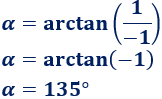 α = arctan(1/-1)
α = arctan(-1)
α = 135°